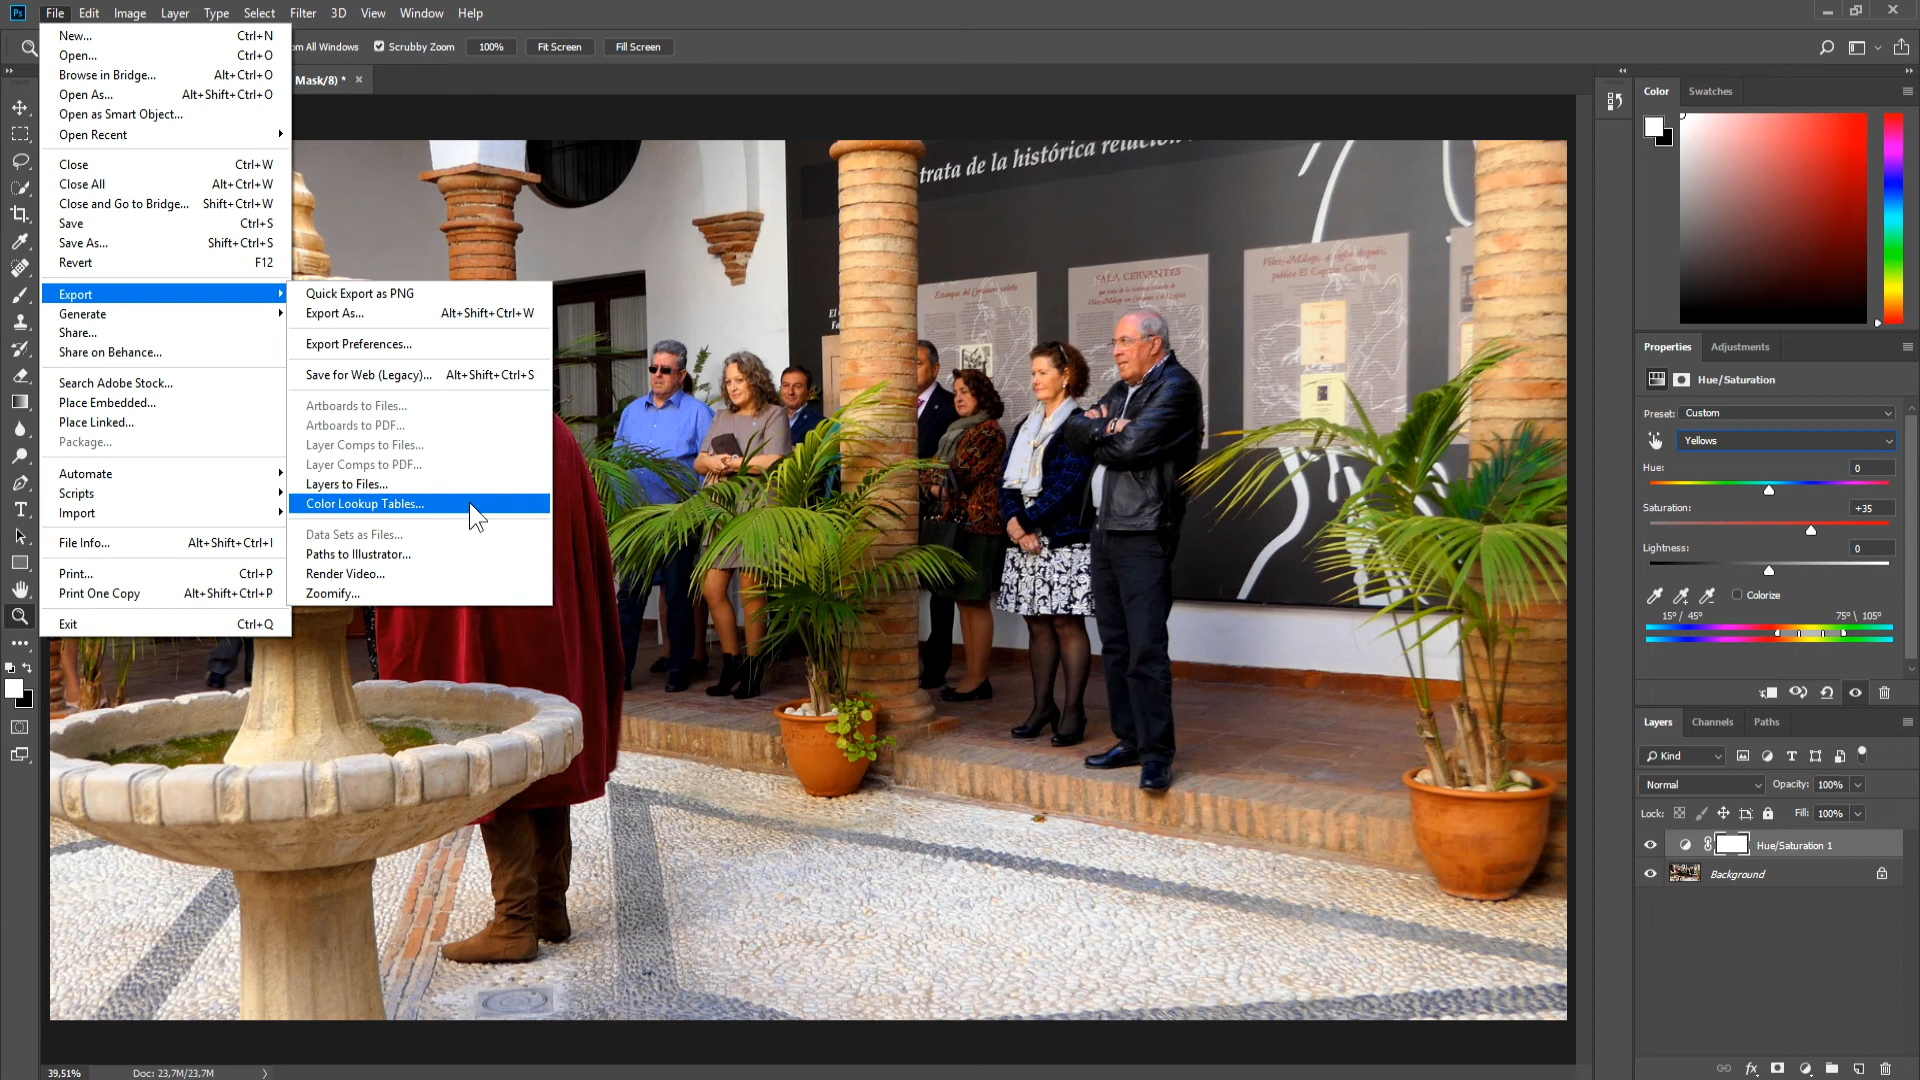 Ps File Edit Image Layer Type Select Filter 3D View Window Help
om All Windows Scrubby Zoom 100% Fit Screen Fill Screen
Mask/8) *
New... Ctrl+N
Open... Ctrl+O
Browse in Bridge... Alt+Ctrl+O
Open As... Alt+Shift+Ctrl+O
Open as Smart Object...
Open Recent
Close Ctrl+W
Close All Alt+Ctrl+W
Close and Go to Bridge... Shift+Ctrl+W
Save Ctrl+S
Save As... Shift+Ctrl+S
Revert F12
Export
Generate
Share...
Share on Behance...
Search Adobe Stock...
Place Embedded...
Place Linked...
Package...
Automate
Scripts
Import
File Info... Alt+Shift+Ctrl+I
Print... Ctrl+P
Print One Copy Alt+Shift+Ctrl+P
Exit Ctrl+Q
Quick Export as PNG
Export As... Alt+Shift+Ctrl+W
Export Preferences...
Save for Web (Legacy)... Alt+Shift+Ctrl+S
Artboards to Files...
Artboards to PDF...
Layer Comps to Files...
Layer Comps to PDF...
Layers to Files...
Color Lookup Tables...
Data Sets as Files...
Paths to Illustrator...
Render Video...
Zoomify...
trata de la histórica relación
SALA CERVANTES
Color Swatches
Properties Adjustments
Hue/Saturation
Preset: Custom
Yellows
Hue: 0
Saturation: +35
Lightness: 0
Colorize
15°/ 45° 75°\ 105°
Layers Channels Paths
Kind
Normal Opacity: 100%
Lock: Fill: 100%
Hue/Saturation 1
Background
39,51% Doc: 23,7M/23,7M